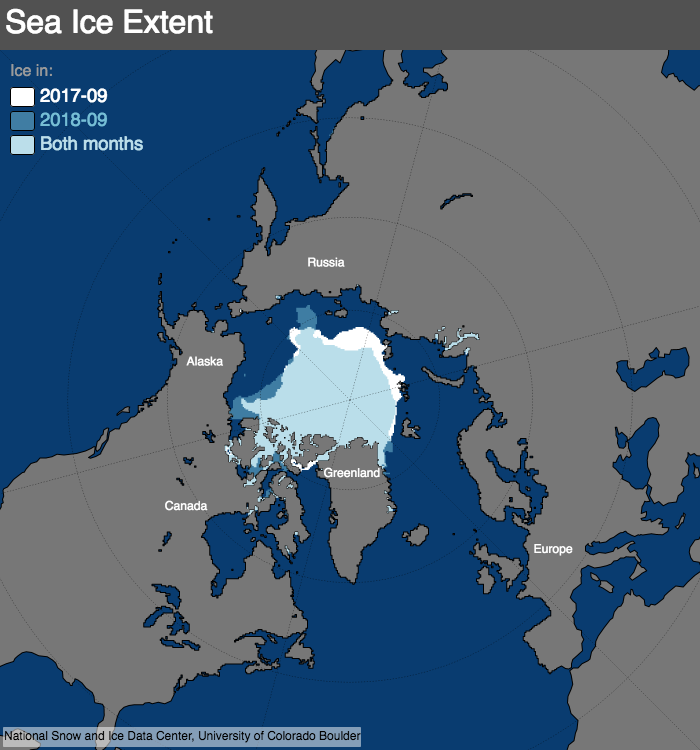 Sea Ice Extent
Ice in:
2017-09
2018-09
Both months
Russia
Alaska
Greenland
Canada
Europe
National Snow and Ice Data Center, University of Colorado Boulder